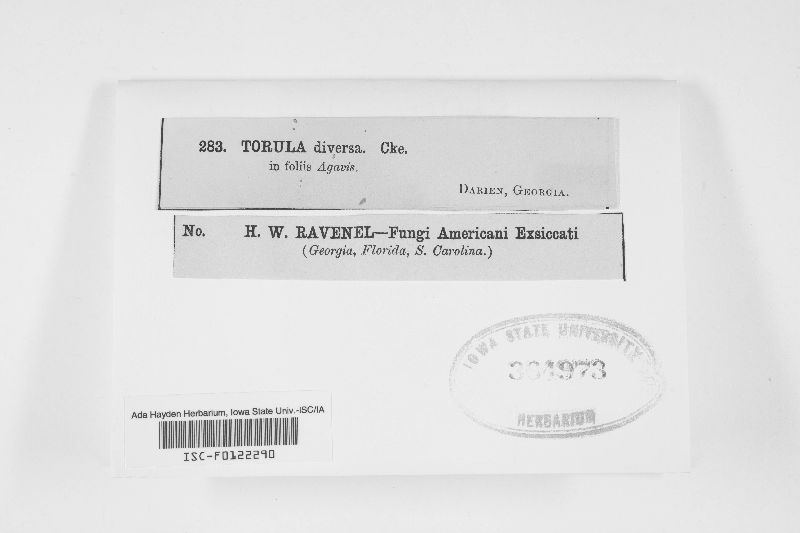 283. TORULA diversa. Cke.
in foliis Agavis.
DARIEN, GEORGIA.
No. H. W. RAVENEL—Fungi Americani Exsiccati
(Georgia, Florida, S. Carolina.)
IOWA STATE UNIVERSITY
HERBARIUM
Ada Hayden Herbarium, Iowa State Univ.-ISC/IA
ISC-F0122290